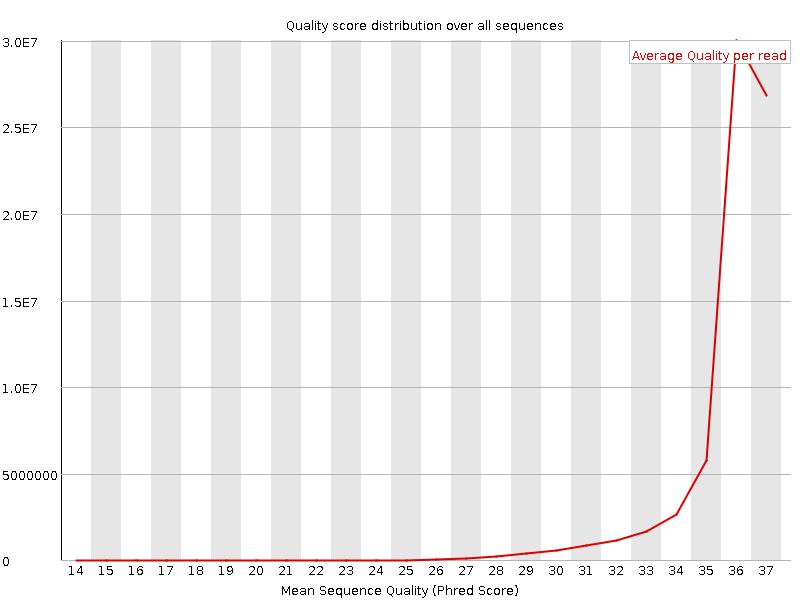 Quality score distribution over all sequences
3.0E7
Average Quality per read
2.5E7
2.0E7
1.5E7
1.0E7
5000000
0
14 15 16 17 18 19 20 21 22 23 24 25 26 27 28 29 30 31 32 33 34 35 36 37
Mean Sequence Quality (Phred Score)